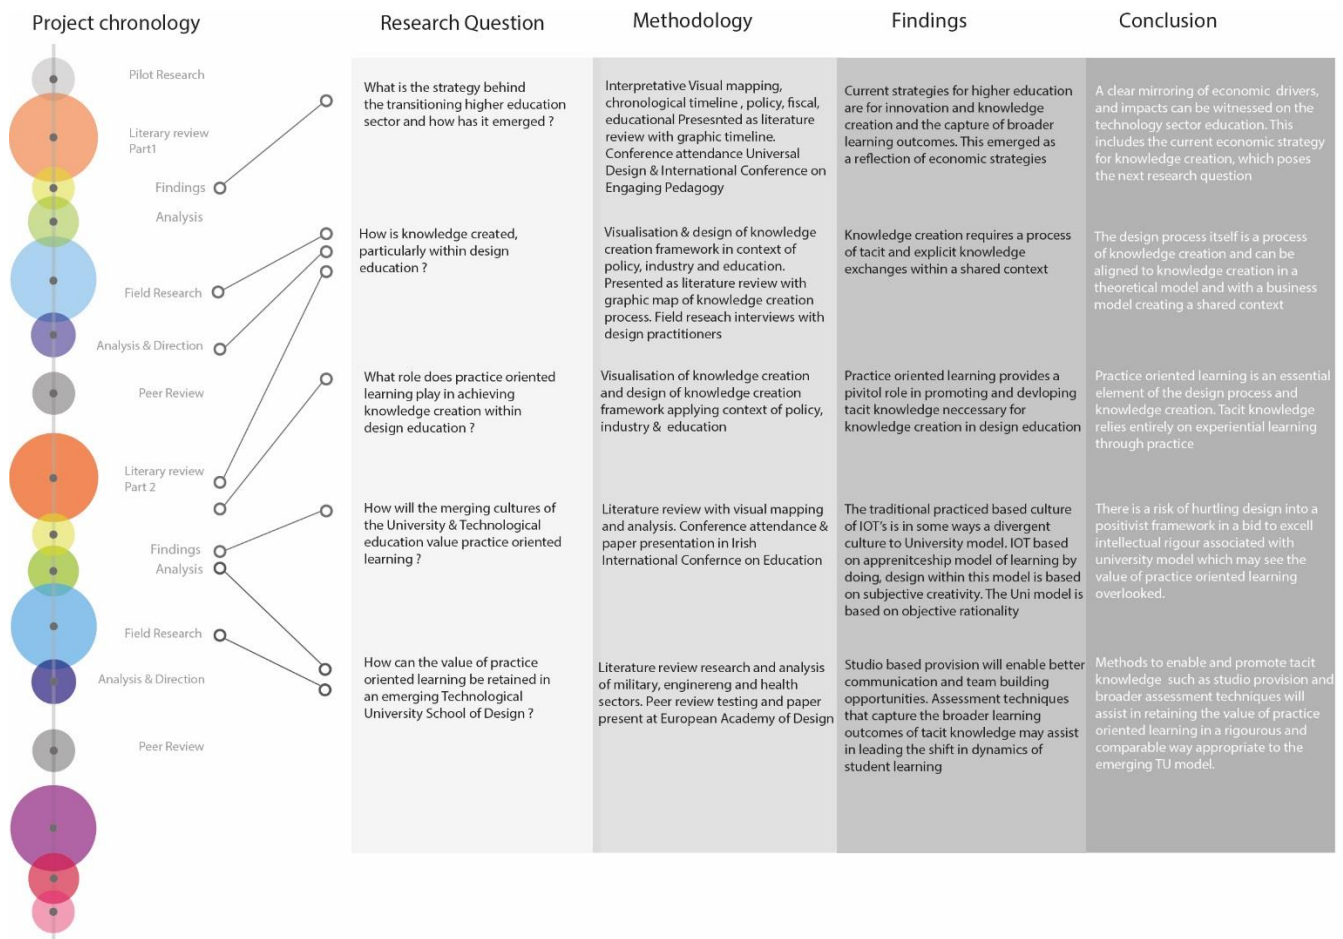 Project chronology
Research Question
Methodology
Findings
Conclusion
Pilot Research
Literary review
Part1
Findings
Analysis
Field Research
Analysis & Direction
Peer Review
Literary review
Part 2
Findings
Analysis
Field Research
Analysis & Direction
Peer Review
What is the strategy behind
the transitioning higher education
sector and how has it emerged ?
Interpretative Visual mapping,
chronological timeline , policy, fiscal,
educational Presesnted as literature
review with graphic timeline.
Conference attendance Universal
Design & International Conference on
Engaging Pedagogy
Current strategies for higher education
are for innovation and knowledge
creation and the capture of broader
learning outcomes. This emerged as
a reflection of economic strategies
A clear mirroring of economic drivers,
and impacts can be witnessed on the
technology sector education. This
includes the current economic strategy
for knowledge creation, which poses
the next research question
How is knowledge created,
particularly within design
education ?
Visualisation & design of knowledge
creation framework in context of
policy, industry and education.
Presented as literature review with
graphic map of knowledge creation
process. Field reseach interviews with
design practitioners
Knowledge creation requires a process
of tacit and explicit knowledge
exchanges within a shared context
The design process itself is a process
of knowledge creation and can be
aligned to knowledge creation in a
theoretical model and with a business
model creating a shared context
What role does practice oriented
learning play in achieving
knowledge creation within
design education ?
Visualisation of knowledge creation
and design of knowledge creation
framework applying context of policy,
industry & education
Practice oriented learning provides a
pivitol role in promoting and devloping
tacit knowledge neccessary for
knowledge creation in design education
Practice oriented learning is an essential
element of the design process and
knowledge creation. Tacit knowledge
relies entirely on experiential learning
through practice
How will the merging cultures of
the University & Technological
education value practice oriented
learning ?
Literature review with visual mapping
and analysis. Conference attendance &
paper presentation in Irish
International Confernce on Education
The traditional practiced based culture
of IOT's is in some ways a divergent
culture to University model. IOT based
on apprenitceship model of learning by
doing, design within this model is based
on subjective creativity. The Uni model is
based on objective rationality
There is a risk of hurtling design into a
positivist framework in a bid to excell
intellectual rigour associated with
university model which may see the
value of practice oriented learning
overlooked.
How can the value of practice
oriented learning be retained in
an emerging Technological
University School of Design ?
Literature review research and analysis
of military, enginereng and health
sectors. Peer review testing and paper
present at European Academy of Design
Studio based provision will enable better
communication and team building
opportunities. Assessment techniques
that capture the broader learning
outcomes of tacit knowledge may assist
in leading the shift in dynamics of
student learning
Methods to enable and promote tacit
knowledge such as studio provision and
broader assessment techniques will
assist in retaining the value of practice
oriented learning in a rigourous and
comparable way appropriate to the
emerging TU model.